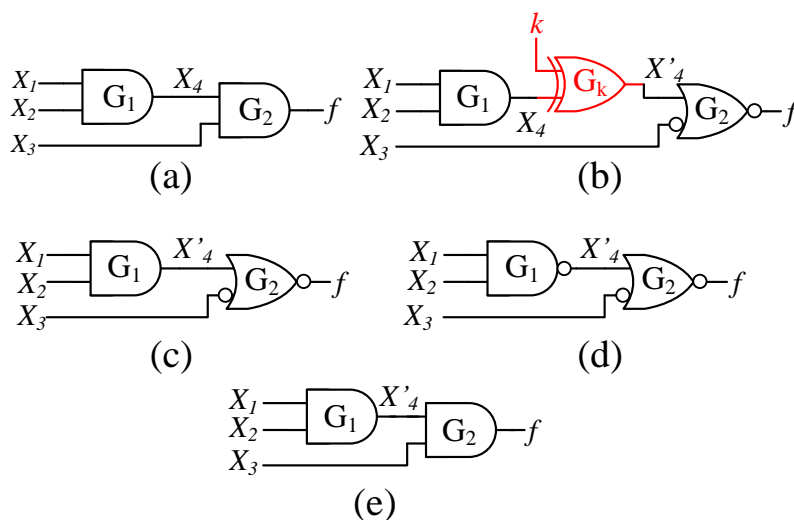 X1 X4
G1
X2 G2 f
X3
(a)
k
X1 Gk X'4
G1
X2 X4 G2 f
X3
(b)
X1 X'4
G1
X2 G2 f
X3
(c)
X1 X'4
G1
X2 G2 f
X3
(d)
X1 X'4
G1
X2 G2 f
X3
(e)